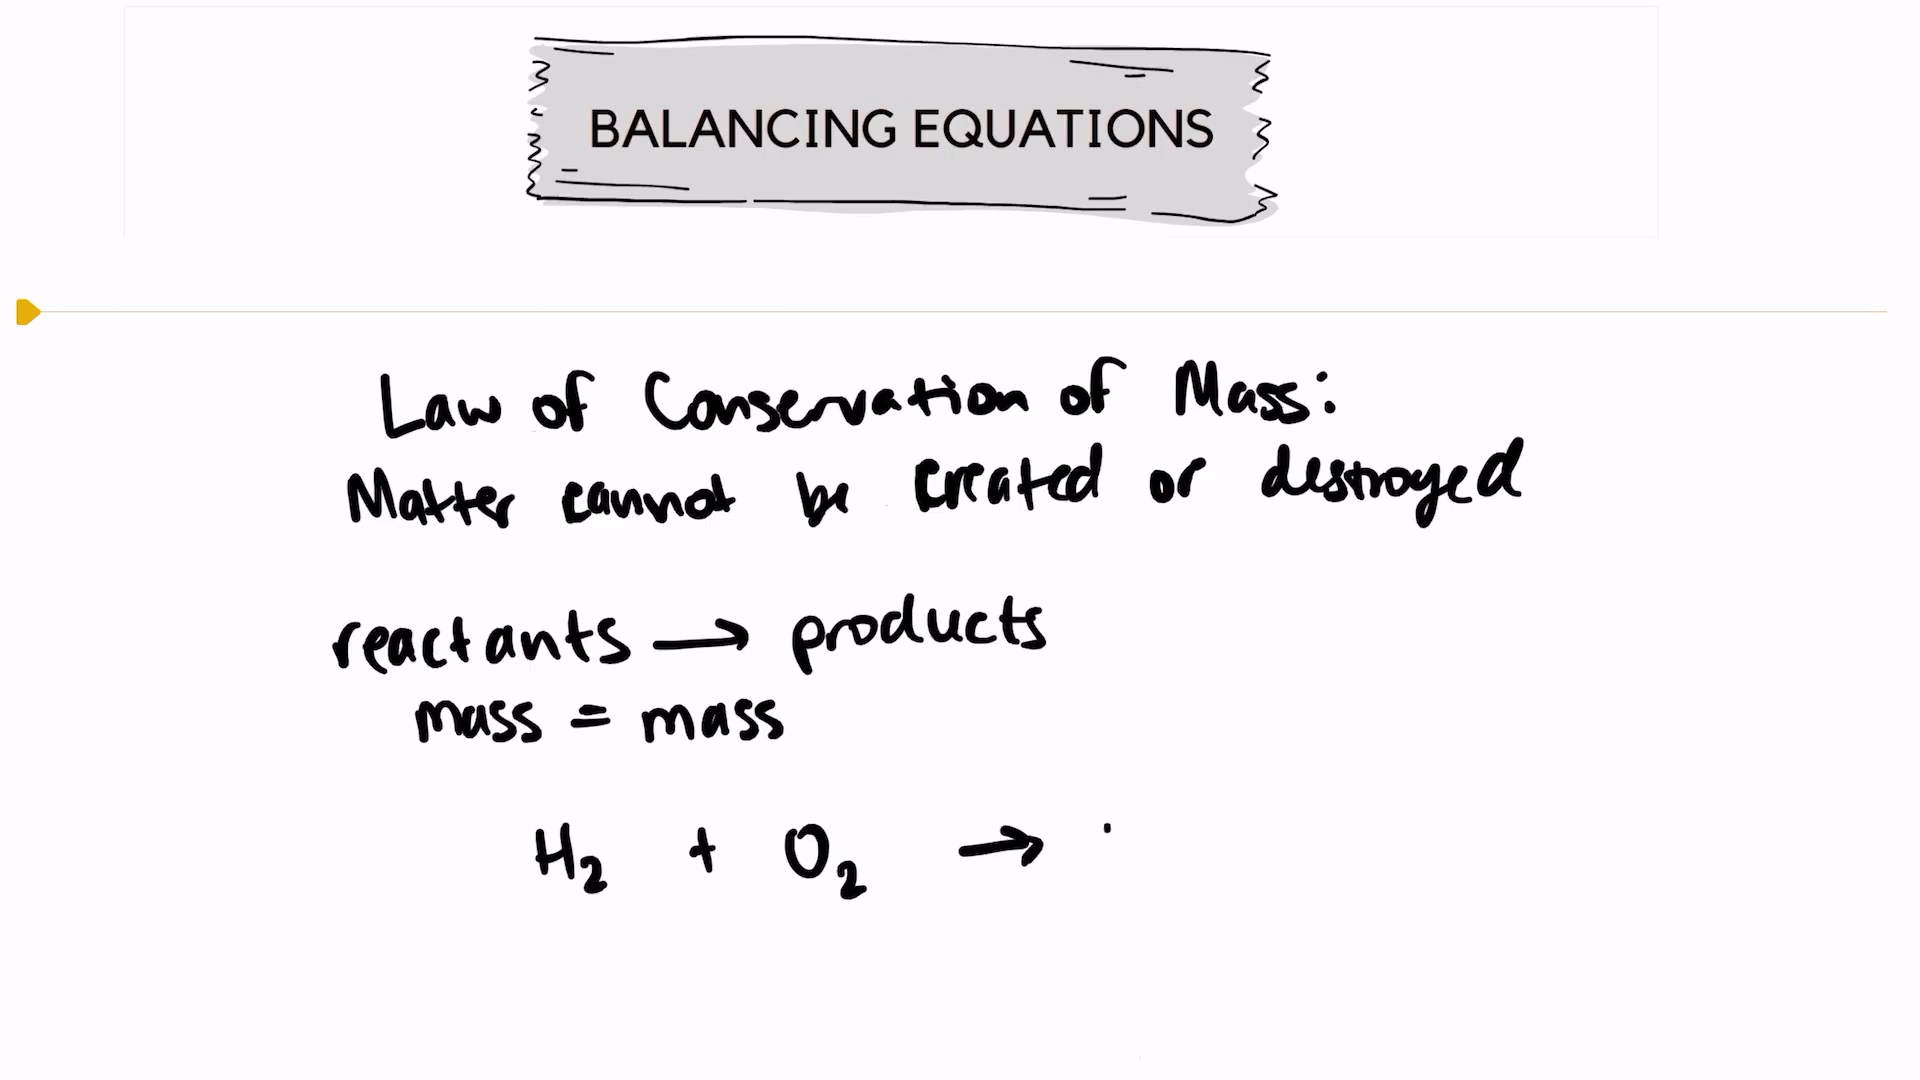 BALANCING EQUATIONS
Law of Conservation of Mass:
Matter cannot be created or destroyed
reactants → products
mass = mass
H₂ + O₂ →